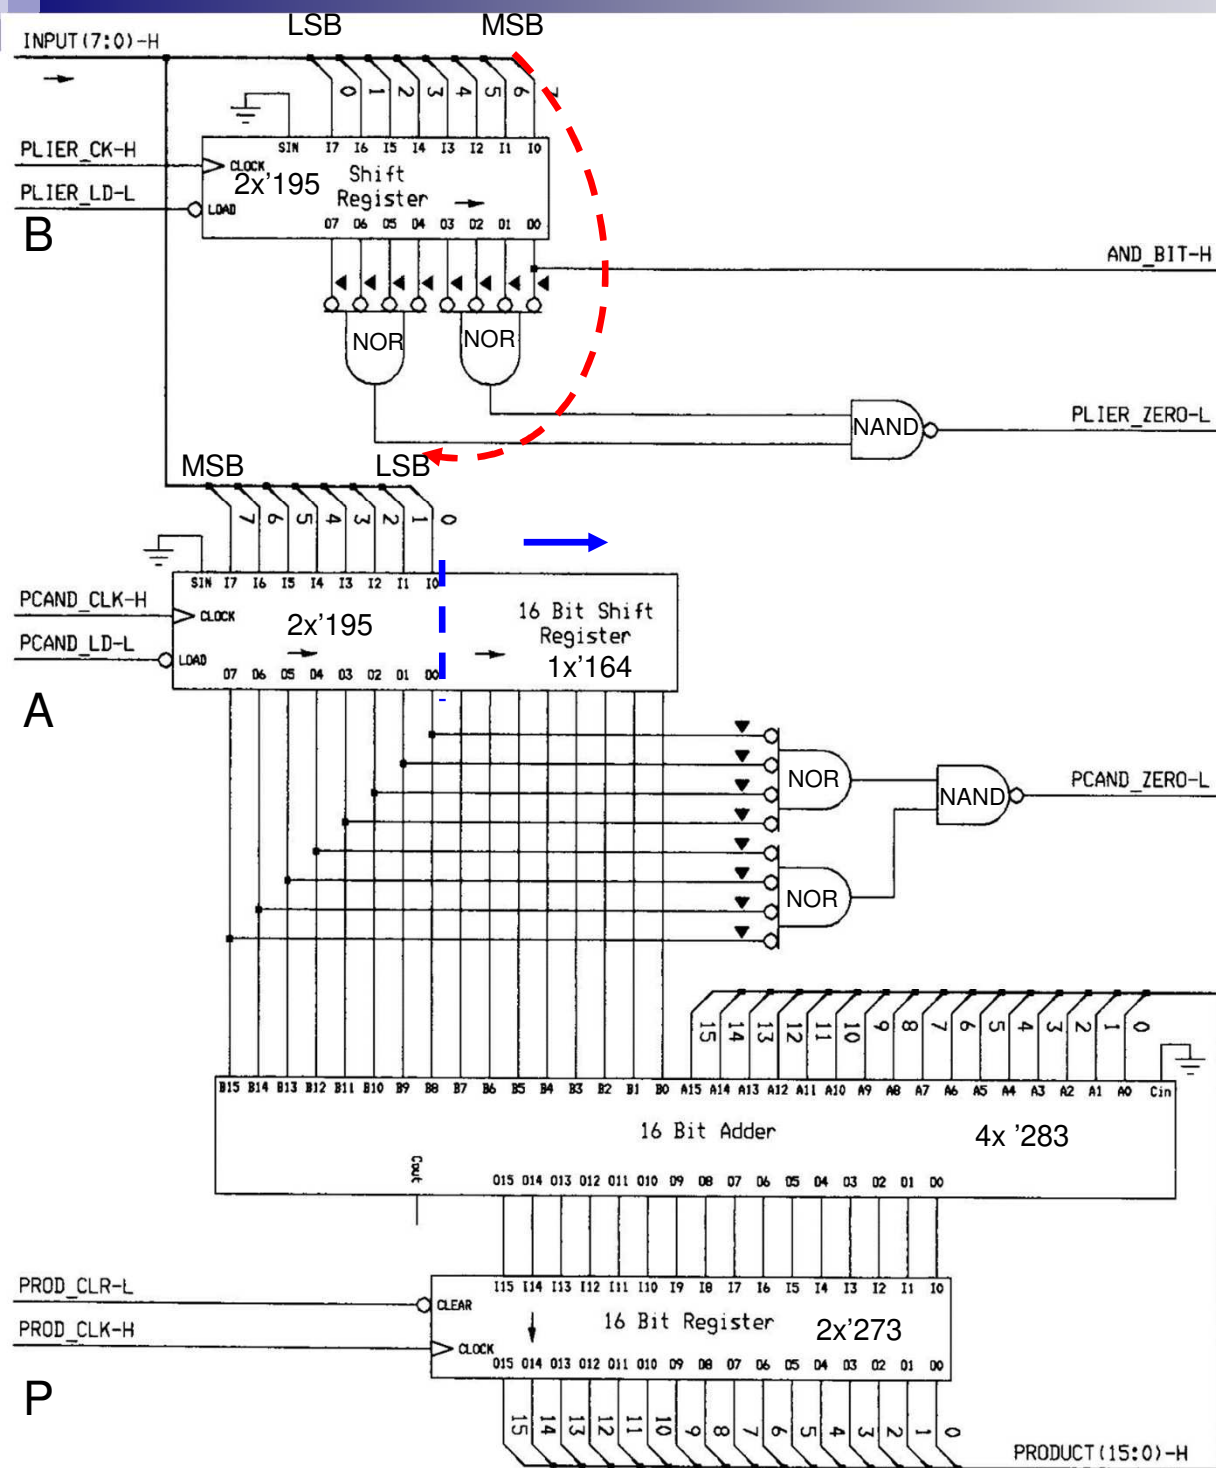 LSB MSB
INPUT(7:0)-H
0 1 2 3 4 5 6 7
SIN I7 I6 I5 I4 I3 I2 I1 I0
PLIER_CK-H
CLOCK
2x'195
Shift
Register
PLIER_LD-L
LOAD
O7 O6 O5 O4 O3 O2 O1 O0
B
AND_BIT-H
NOR NOR
PLIER_ZERO-L
NAND
MSB LSB
7 6 5 4 3 2 1 0
SIN I7 I6 I5 I4 I3 I2 I1 I0
PCAND_CLK-H
CLOCK
2x'195
16 Bit Shift
Register
1x'164
PCAND_LD-L
LOAD
O7 O6 O5 O4 O3 O2 O1 O0
A
NOR
NAND
PCAND_ZERO-L
NOR
15 14 13 12 11 10 9 8 7 6 5 4 3 2 1 0
B15 B14 B13 B12 B11 B10 B9 B8 B7 B6 B5 B4 B3 B2 B1 B0 A15 A14 A13 A12 A11 A10 A9 A8 A7 A6 A5 A4 A3 A2 A1 A0 Cin
16 Bit Adder
4x '283
Cout
O15 O14 O13 O12 O11 O10 O9 O8 O7 O6 O5 O4 O3 O2 O1 O0
PROD_CLR-L
I15 I14 I13 I12 I11 I10 I9 I8 I7 I6 I5 I4 I3 I2 I1 I0
CLEAR
16 Bit Register
2x'273
PROD_CLK-H
CLOCK
O15 O14 O13 O12 O11 O10 O9 O8 O7 O6 O5 O4 O3 O2 O1 O0
P
15 14 13 12 11 10 9 8 7 6 5 4 3 2 1 0
PRODUCT(15:0)-H